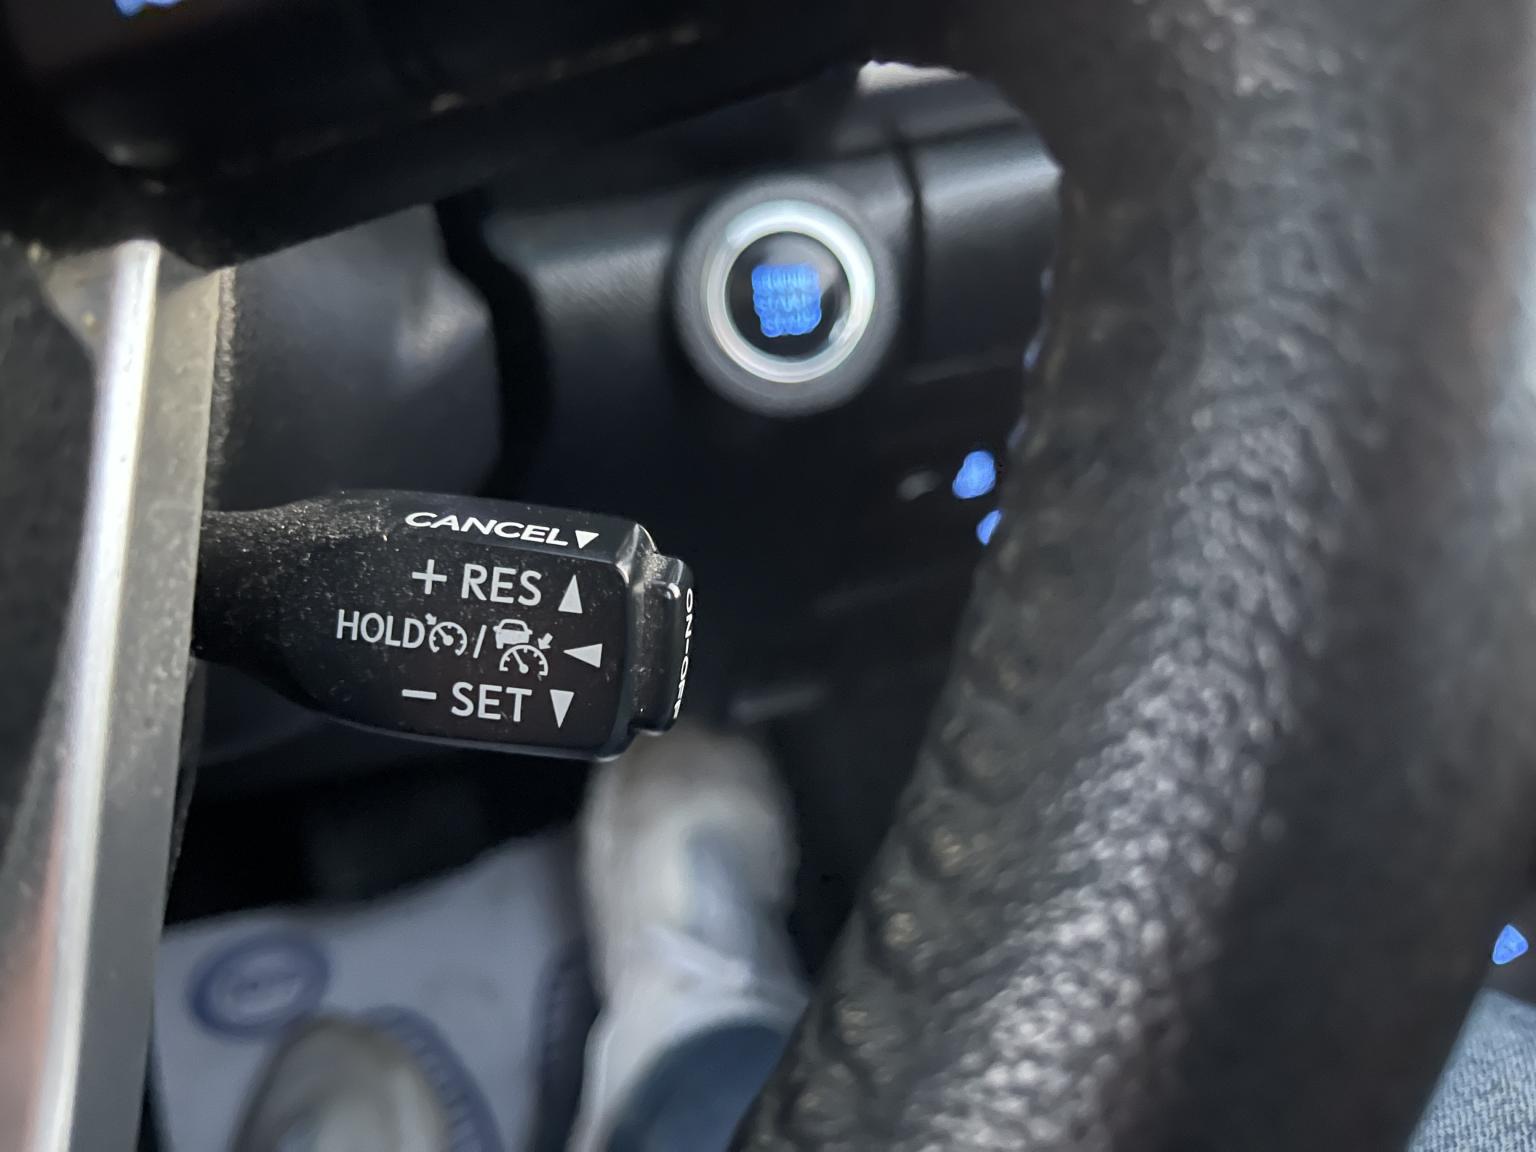 CANCEL▼
+ RES ▲
HOLD / ◀
− SET ▼
ON-OFF